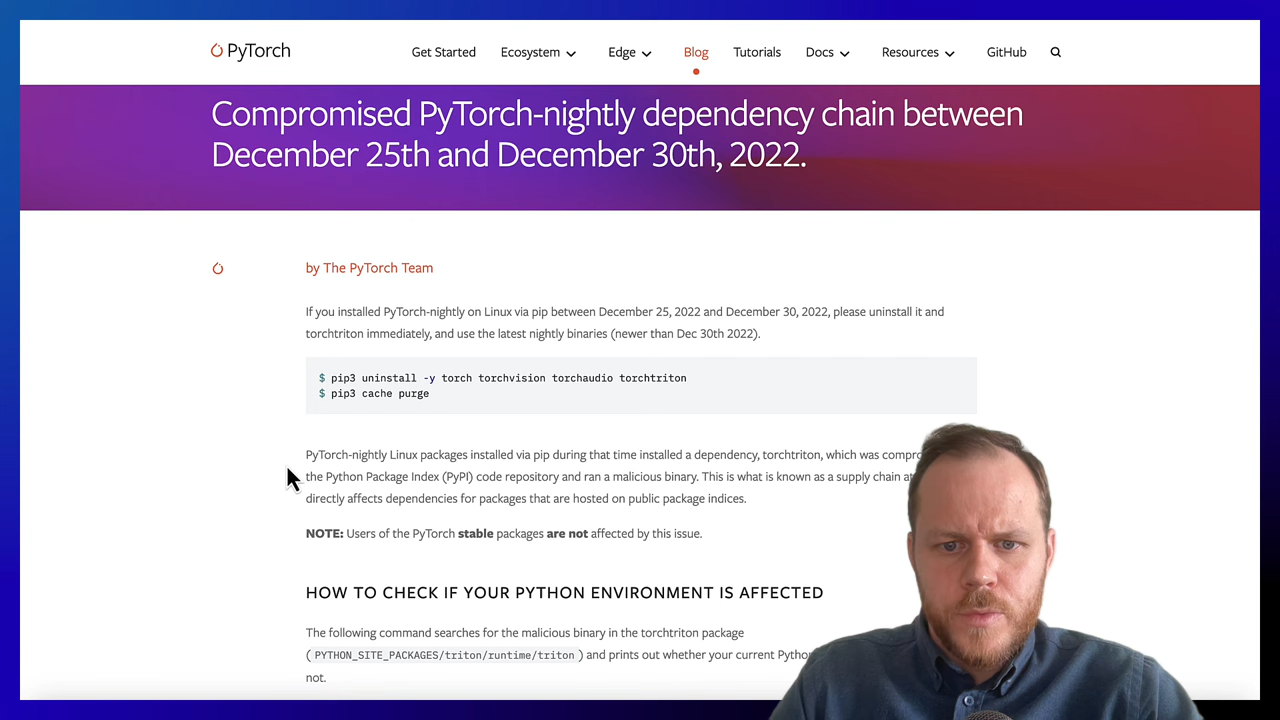 PyTorch
Get Started Ecosystem Edge Blog Tutorials Docs Resources GitHub
Compromised PyTorch-nightly dependency chain between
December 25th and December 30th, 2022.
by The PyTorch Team
If you installed PyTorch-nightly on Linux via pip between December 25, 2022 and December 30, 2022, please uninstall it and
torchtriton immediately, and use the latest nightly binaries (newer than Dec 30th 2022).
$ pip3 uninstall -y torch torchvision torchaudio torchtriton
$ pip3 cache purge
PyTorch-nightly Linux packages installed via pip during that time installed a dependency, torchtriton, which was
the Python Package Index (PyPI) code repository and ran a malicious binary. This is what is known as a supply chain
directly affects dependencies for packages that are hosted on public package indices.
NOTE: Users of the PyTorch stable packages are not affected by this issue.
HOW TO CHECK IF YOUR PYTHON ENVIRONMENT IS AFFECTED
The following command searches for the malicious binary in the torchtriton package
( PYTHON_SITE_PACKAGES/triton/runtime/triton ) and prints out whether your current
not.